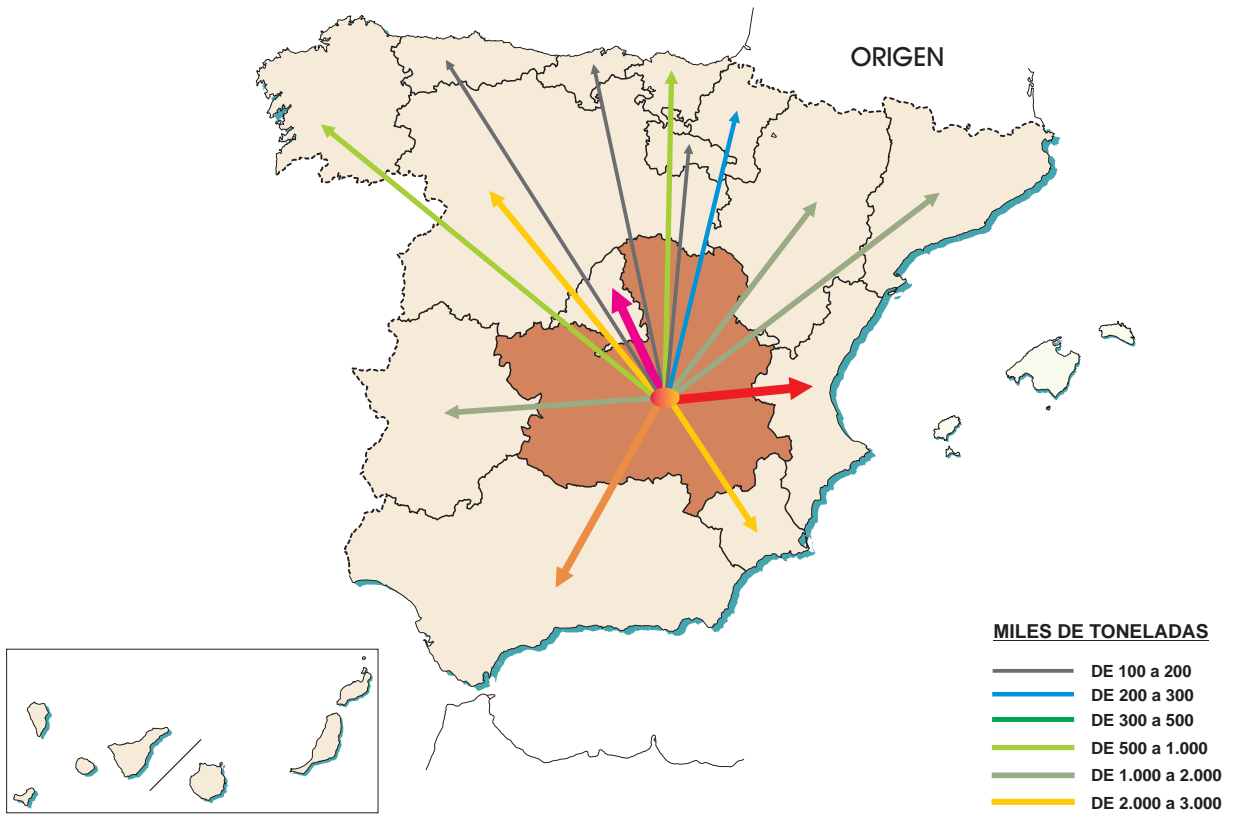 ORIGEN
MILES DE TONELADAS
DE 100 a 200
DE 200 a 300
DE 300 a 500
DE 500 a 1.000
DE 1.000 a 2.000
DE 2.000 a 3.000